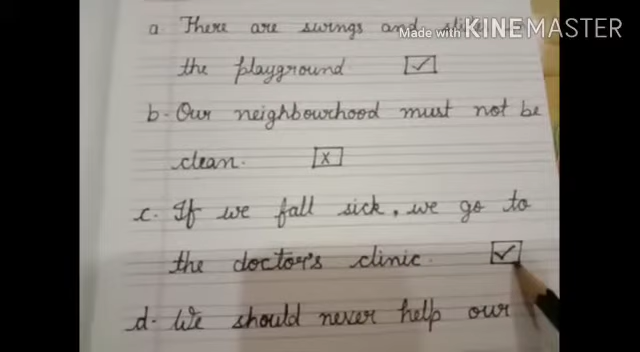 a There are swings and
Made with KINEMASTER
the playground.
b- Our neighbourhood must not be
clean. x
c. If we fall sick, we go to
the doctor's clinic. ✓
d. We should never help our